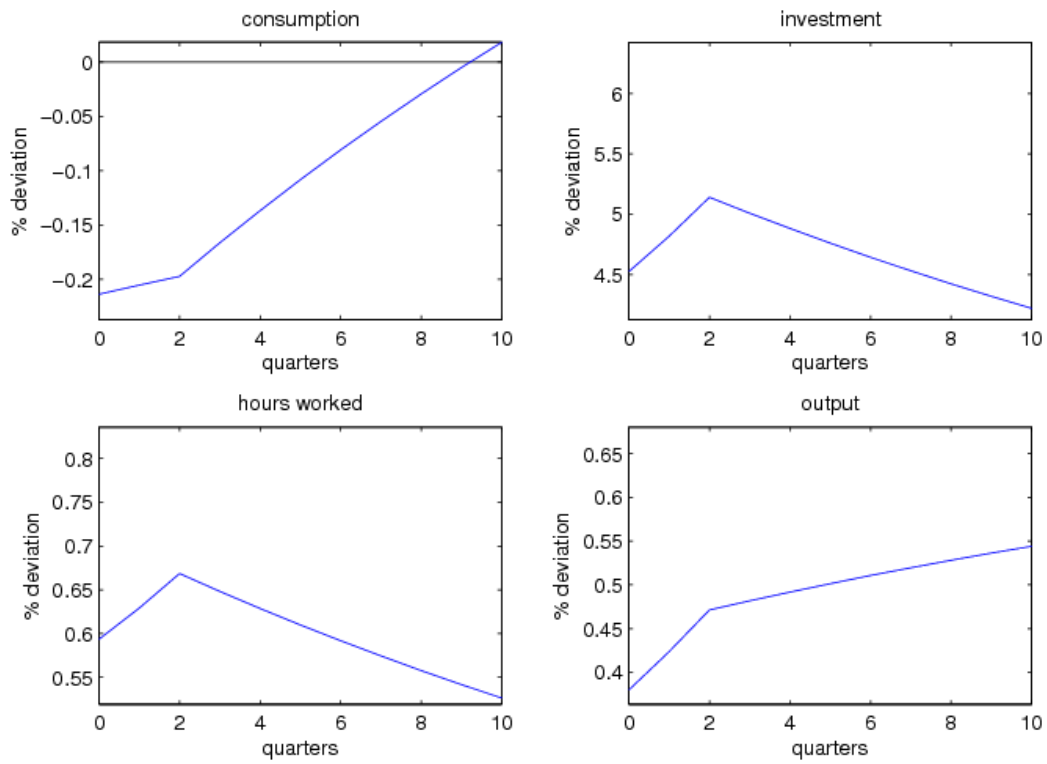 consumption
% deviation
0
−0.05
−0.1
−0.15
−0.2
0 2 4 6 8 10
quarters
investment
% deviation
6
5.5
5
4.5
0 2 4 6 8 10
quarters
hours worked
% deviation
0.8
0.75
0.7
0.65
0.6
0.55
0 2 4 6 8 10
quarters
output
% deviation
0.65
0.6
0.55
0.5
0.45
0.4
0 2 4 6 8 10
quarters